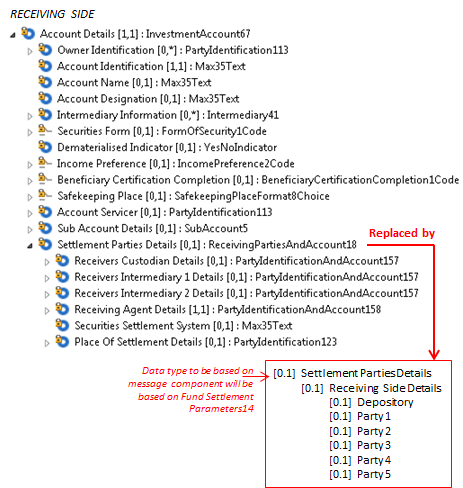 RECEIVING SIDE
Account Details [1,1] : InvestmentAccount67
Owner Identification [0,*] : PartyIdentification113
Account Identification [1,1] : Max35Text
Account Name [0,1] : Max35Text
Account Designation [0,1] : Max35Text
Intermediary Information [0,*] : Intermediary41
Securities Form [0,1] : FormOfSecurity1Code
Dematerialised Indicator [0,1] : YesNoIndicator
Income Preference [0,1] : IncomePreference2Code
Beneficiary Certification Completion [0,1] : BeneficiaryCertificationCompletion1Code
Safekeeping Place [0,1] : SafekeepingPlaceFormat8Choice
Account Servicer [0,1] : PartyIdentification113
Sub Account Details [0,1] : SubAccount5
Settlement Parties Details [0,1] : ReceivingPartiesAndAccount18
Replaced by
Receivers Custodian Details [0,1] : PartyIdentificationAndAccount157
Receivers Intermediary 1 Details [0,1] : PartyIdentificationAndAccount157
Receivers Intermediary 2 Details [0,1] : PartyIdentificationAndAccount157
Receiving Agent Details [1,1] : PartyIdentificationAndAccount158
Securities Settlement System [0,1] : Max35Text
Place Of Settlement Details [0,1] : PartyIdentification123
Data type to be based on
message component will be
based on Fund Settlement
Parameters14
[0.1] SettlementPartiesDetails
[0.1] Receiving Side Details
[0.1] Depository
[0.1] Party 1
[0.1] Party 2
[0.1] Party 3
[0.1] Party 4
[0.1] Party 5